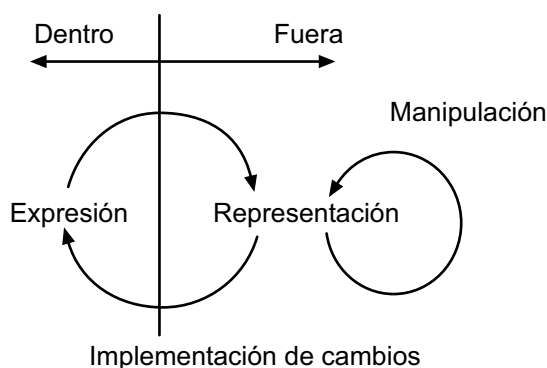 Dentro
Fuera
Manipulación
Expresión
Representación
Implementación de cambios